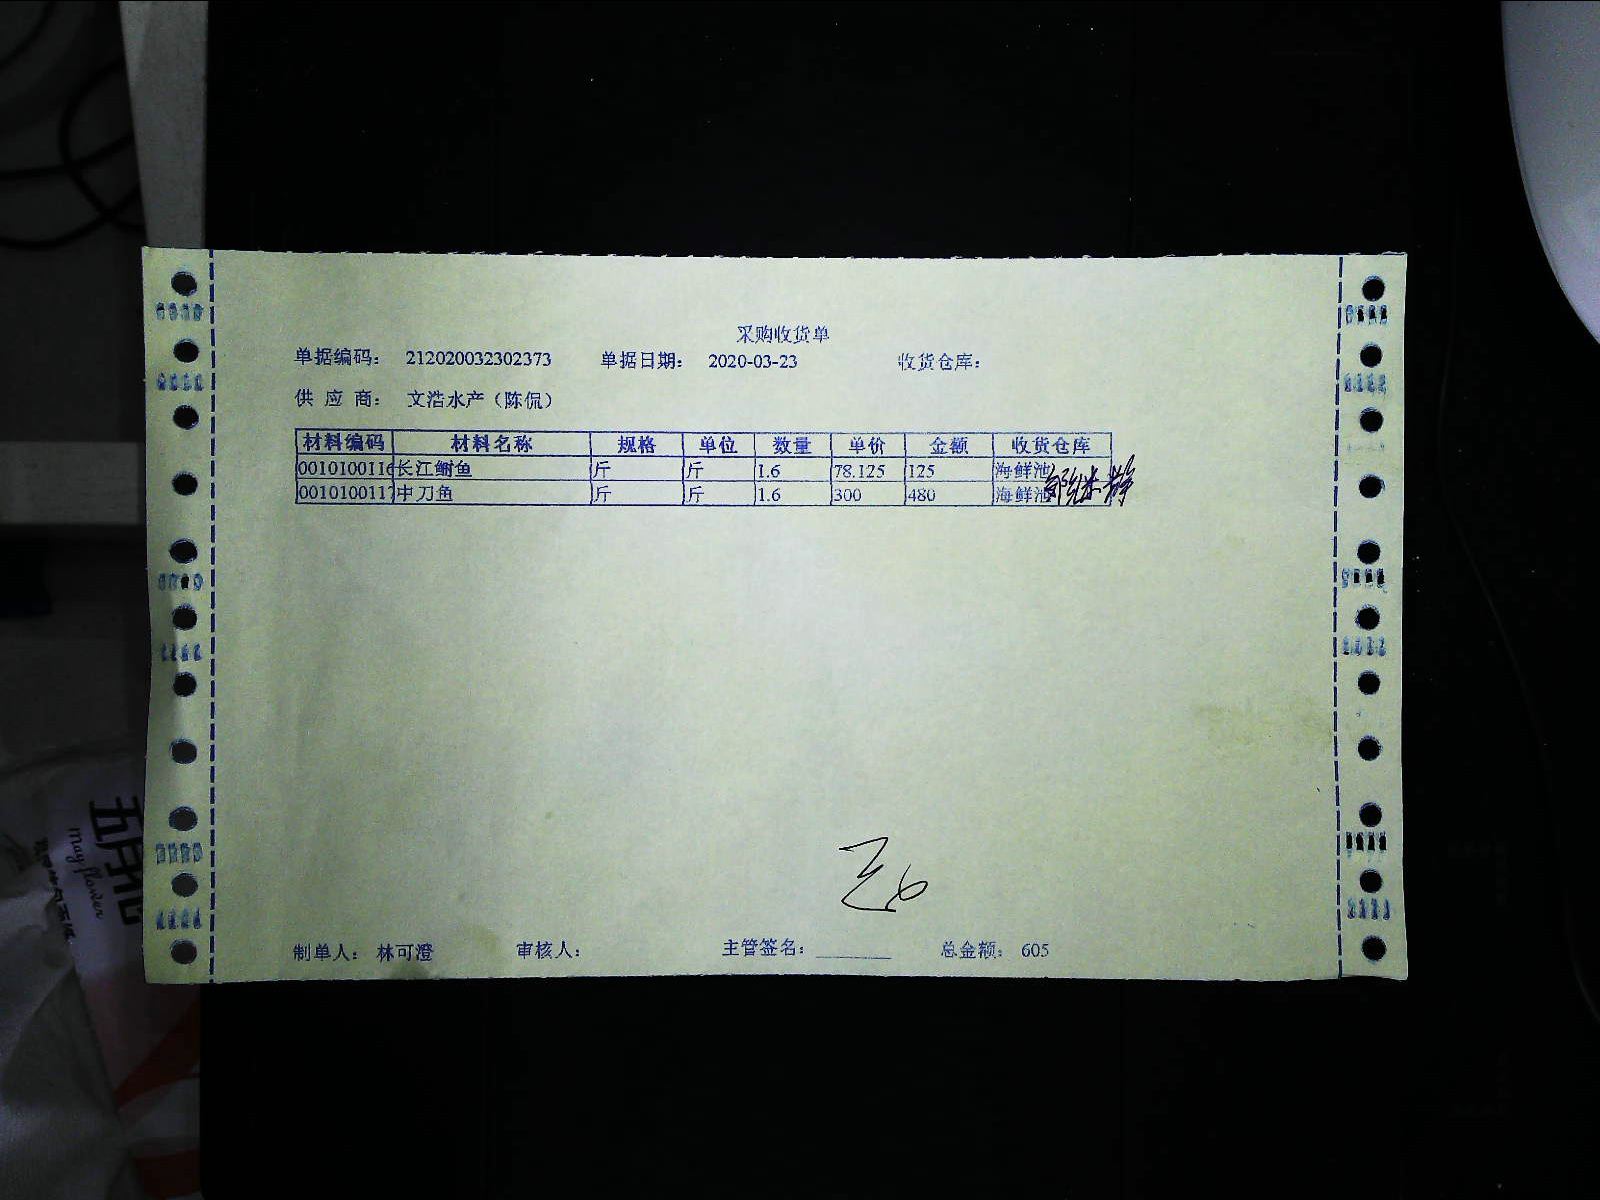 采购收货单
单据编码： 212020032302373 单据日期： 2020-03-23 收货仓库：
供 应 商： 文浩水产（陈侃）
材料编码 材料名称 规格 单位 数量 单价 金额 收货仓库
0010100116 长江鲥鱼 斤 斤 1.6 78.125 125 海鲜池
0010100117 中刀鱼 斤 斤 1.6 300 480 海鲜池
制单人： 林可澄 审核人： 主管签名： 总金额： 605
五月花
may flower